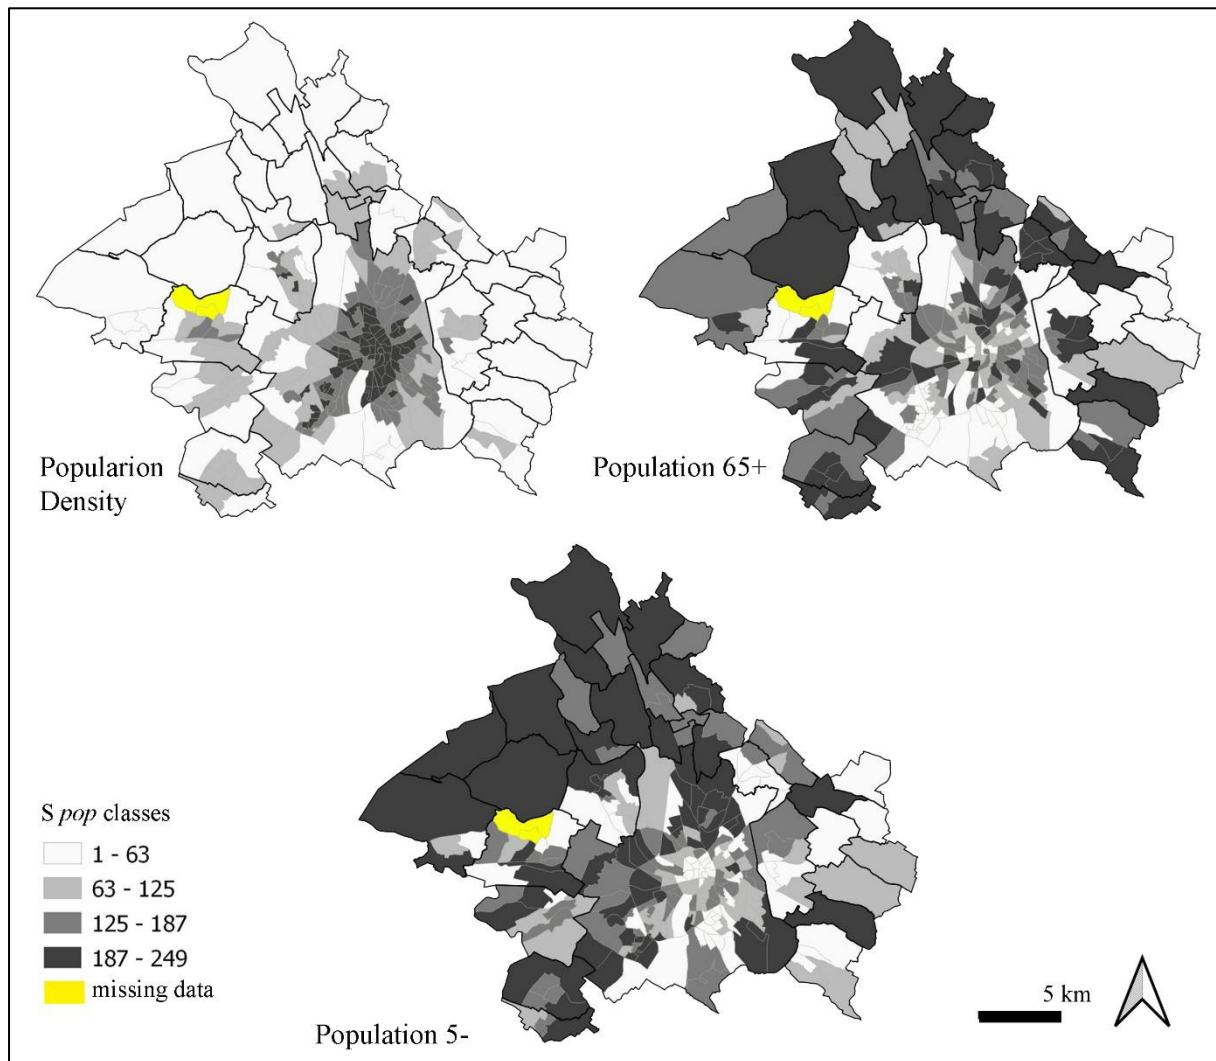 Popularion
Density
Population 65+
S pop classes
1 - 63
63 - 125
125 - 187
187 - 249
missing data
Population 5-
5 km